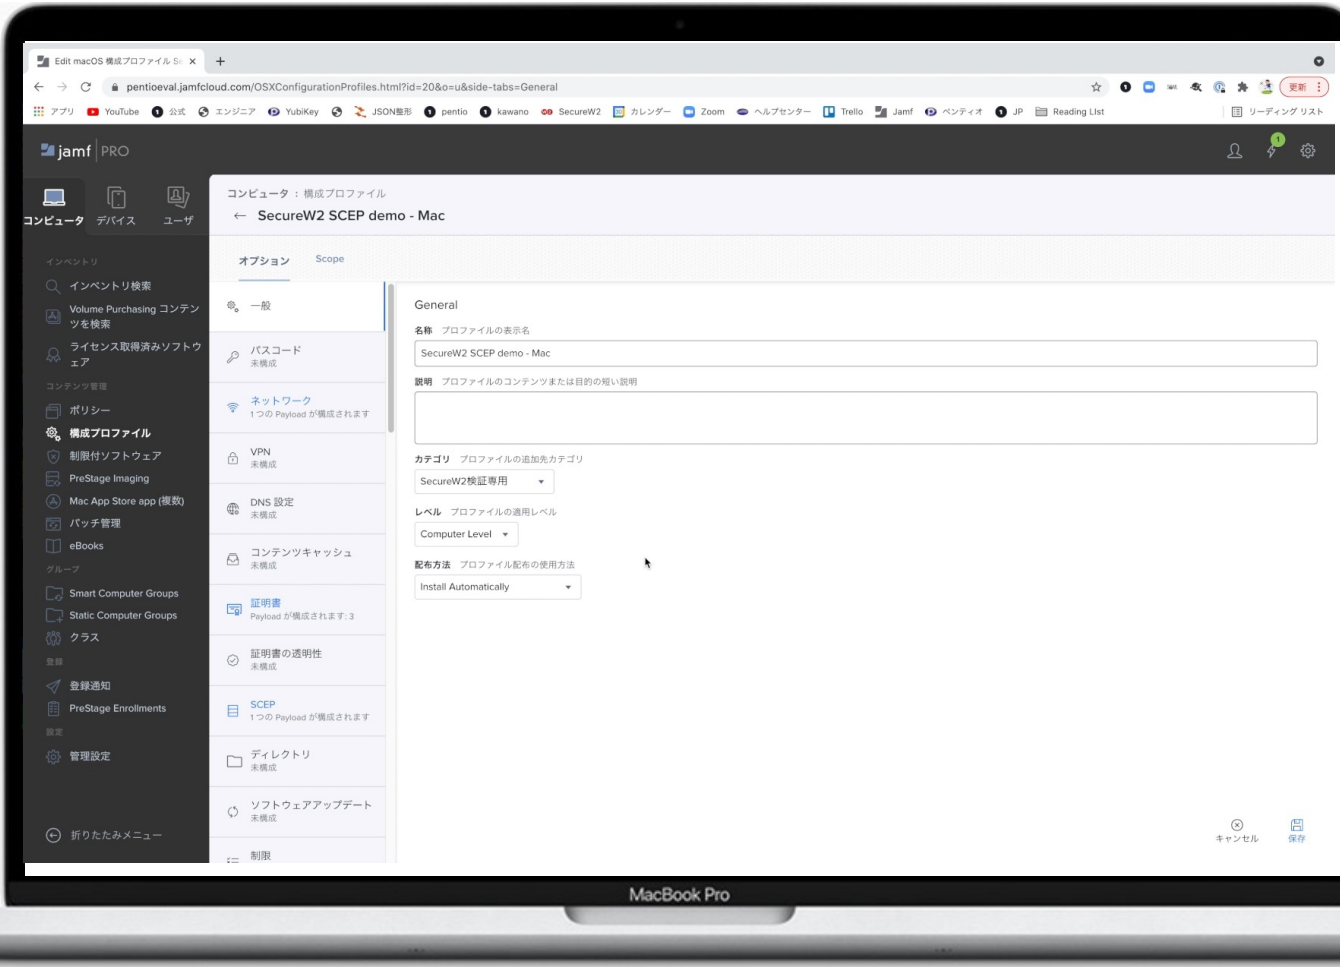 Edit macOS 構成プロファイル Sc
pentioeval.jamfcloud.com/OSXConfigurationProfiles.html?id=20&o=u&side-tabs=General
更新
アプリ YouTube 公式 エンジニア YubiKey JSON整形 pentio kawano SecureW2 カレンダー Zoom ヘルプセンター Trello Jamf ペンティオ JP Reading LIst リーディング リスト
jamf PRO
1
コンピュータ デバイス ユーザ
インベントリ
インベントリ検索
Volume Purchasing コンテン
ツを検索
ライセンス取得済みソフトウ
ェア
コンテンツ管理
ポリシー
構成プロファイル
制限付ソフトウェア
PreStage Imaging
Mac App Store app (複数)
パッチ管理
eBooks
グループ
Smart Computer Groups
Static Computer Groups
クラス
登録
登録通知
PreStage Enrollments
設定
管理設定
折りたたみメニュー
コンピュータ : 構成プロファイル
← SecureW2 SCEP demo - Mac
オプション Scope
一般
パスコード
未構成
ネットワーク
1 つの Payload が構成されます
VPN
未構成
DNS 設定
未構成
コンテンツキャッシュ
未構成
証明書
Payload が構成されます: 3
証明書の透明性
未構成
SCEP
1 つの Payload が構成されます
ディレクトリ
未構成
ソフトウェアアップデート
未構成
制限
General
名称 プロファイルの表示名
SecureW2 SCEP demo - Mac
説明 プロファイルのコンテンツまたは目的の短い説明
カテゴリ プロファイルの追加先カテゴリ
SecureW2検証専用
レベル プロファイルの適用レベル
Computer Level
配布方法 プロファイル配布の使用方法
Install Automatically
キャンセル 保存
MacBook Pro